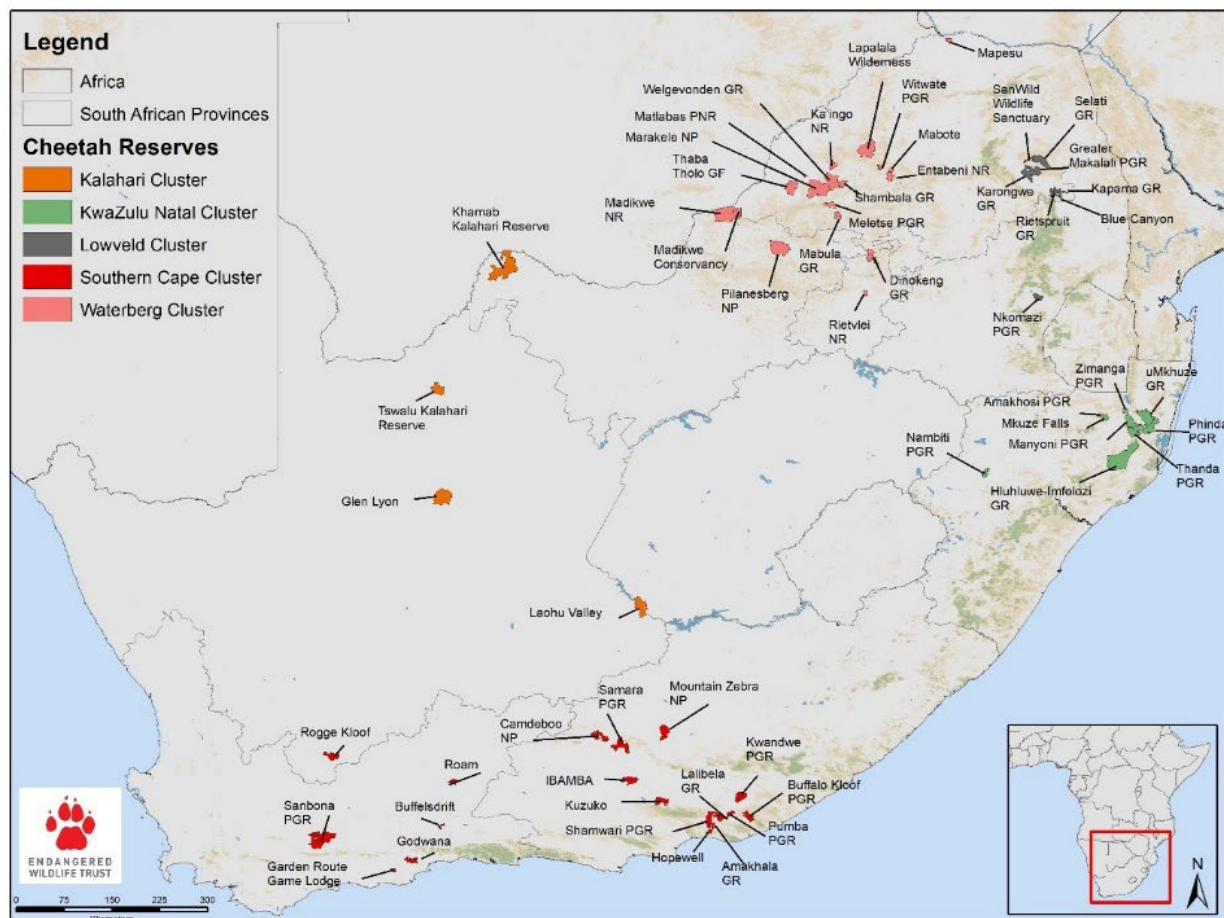 Legend
Africa
South African Provinces
Cheetah Reserves
Kalahari Cluster
KwaZulu Natal Cluster
Lowveld Cluster
Southern Cape Cluster
Waterberg Cluster
Mapesu
Lapalala
Wilderness
Witwate
PGR
Welgevonden GR
Ka'ingo
NR
Matlabas PNR
Marakele NP
Mabote
Thaba
Tholo GF
Entabeni NR
Shambala GR
Meletse PGR
Madikwe
NR
Madikwe
Conservancy
Mabula
GR
Pilanesberg
NP
Dinokeng
GR
Rietvlei
NR
SanWild
Wildlife
Sanctuary
Selati
GR
Greater
Makalali PGR
Karongwe
GR
Kapama GR
Rietspruit
GR
Blue Canyon
Nkomazi
PGR
Khamab
Kalahari Reserve
Tswalu Kalahari
Reserve
Glen Lyon
Laohu Valley
Zimanga
PGR
uMkhuze
GR
Amakhosi PGR
Mkuze Falls
Manyoni PGR
Phinda
PGR
Nambiti
PGR
Thanda
PGR
Hluhluwe-Imfolozi
GR
Samara
PGR
Mountain Zebra
NP
Camdeboo
NP
Rogge Kloof
Roam
IBAMBA
Kwandwe
PGR
Lalibela
GR
Buffalo Kloof
PGR
Kuzuko
Sanbona
PGR
Buffelsdrift
Shamwari PGR
Pumba
PGR
Godwana
Hopewell
Amakhala
GR
Garden Route
Game Lodge
ENDANGERED
WILDLIFE TRUST
0 75 150 225 300
N